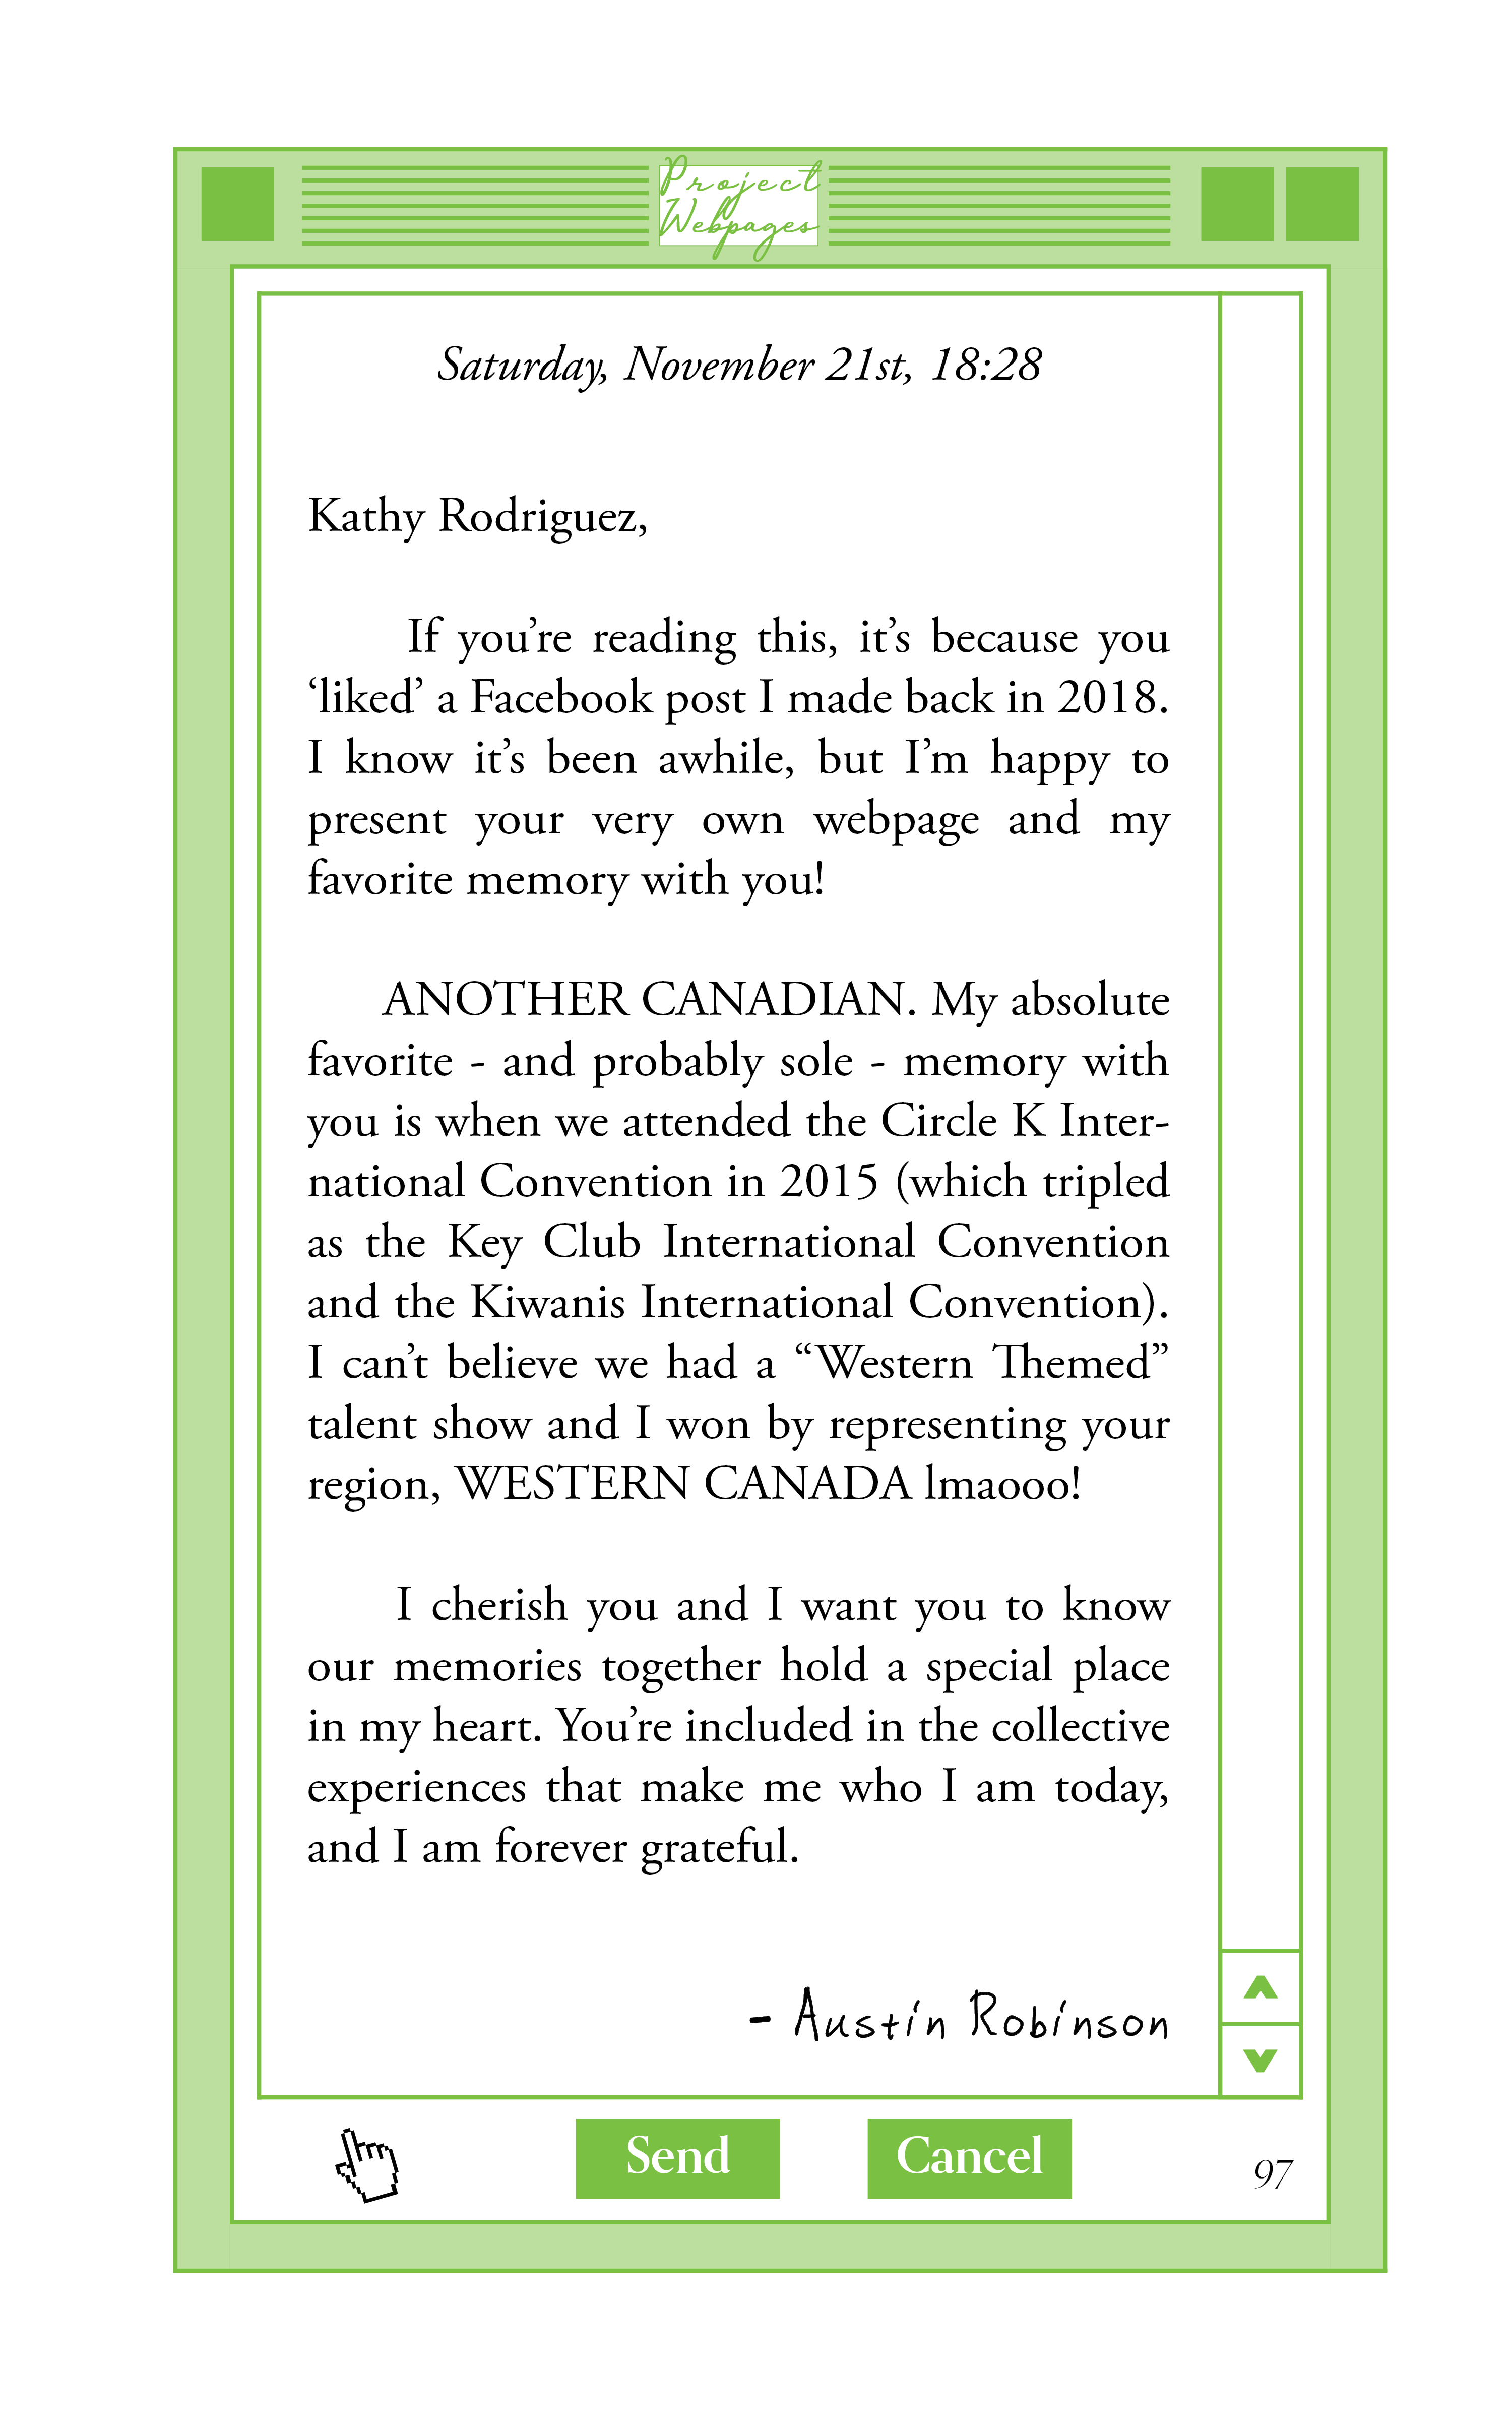 Project
Webpages
Saturday, November 21st, 18:28
Kathy Rodriguez,
If you’re reading this, it’s because you
‘liked’ a Facebook post I made back in 2018.
I know it’s been awhile, but I’m happy to
present your very own webpage and my
favorite memory with you!
ANOTHER CANADIAN. My absolute
favorite - and probably sole - memory with
you is when we attended the Circle K Inter-
national Convention in 2015 (which tripled
as the Key Club International Convention
and the Kiwanis International Convention).
I can’t believe we had a “Western Themed”
talent show and I won by representing your
region, WESTERN CANADA lmaooo!
I cherish you and I want you to know
our memories together hold a special place
in my heart. You’re included in the collective
experiences that make me who I am today,
and I am forever grateful.
- Austin Robinson
Send Cancel
97